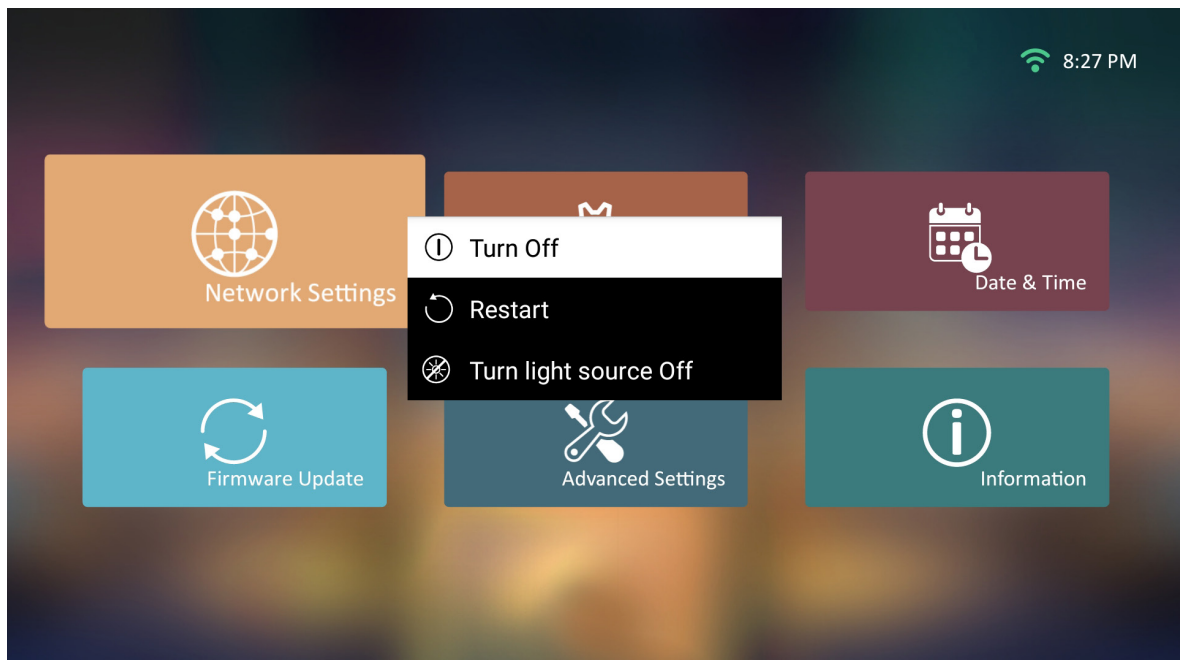 8:27 PM
Network Settings
Date & Time
Turn Off
Restart
Turn light source Off
Firmware Update
Advanced Settings
Information